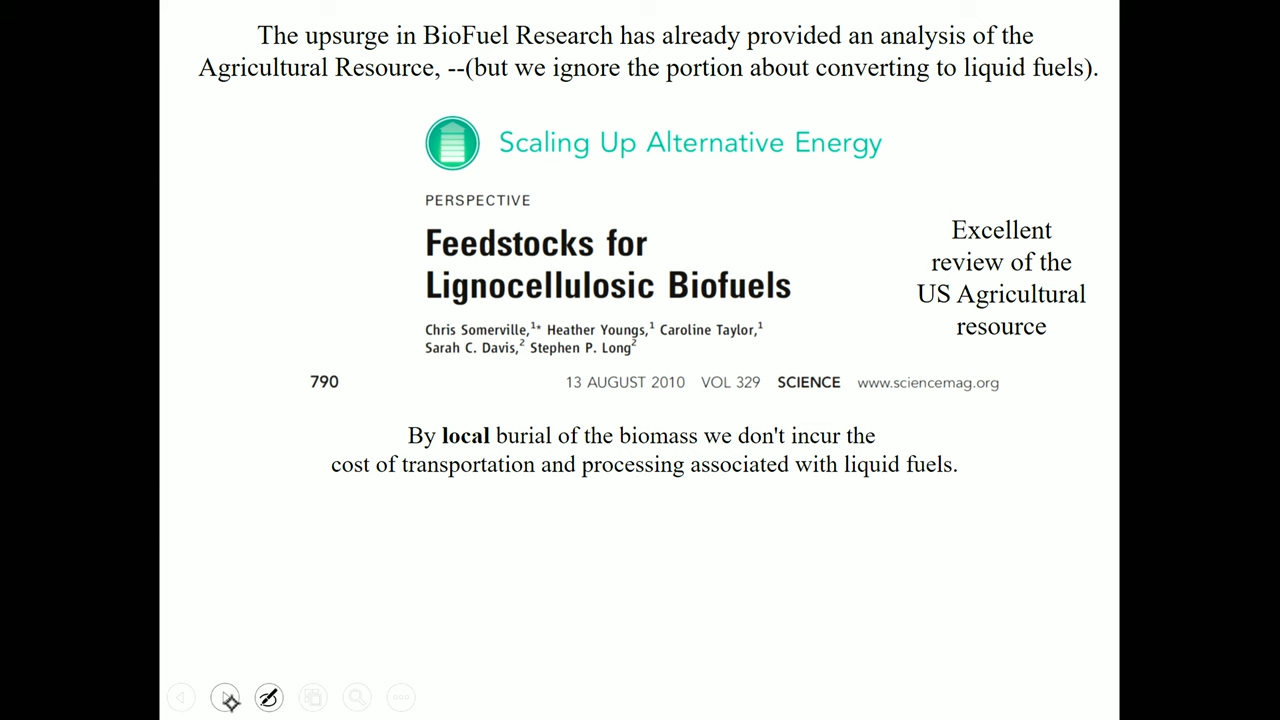 The upsurge in BioFuel Research has already provided an analysis of the
Agricultural Resource, --(but we ignore the portion about converting to liquid fuels).
Scaling Up Alternative Energy
PERSPECTIVE
Feedstocks for
Lignocellulosic Biofuels
Chris Somerville,¹* Heather Youngs,¹ Caroline Taylor,¹
Sarah C. Davis,² Stephen P. Long²
Excellent
review of the
US Agricultural
resource
790 13 AUGUST 2010 VOL 329 SCIENCE www.sciencemag.org
By local burial of the biomass we don't incur the
cost of transportation and processing associated with liquid fuels.